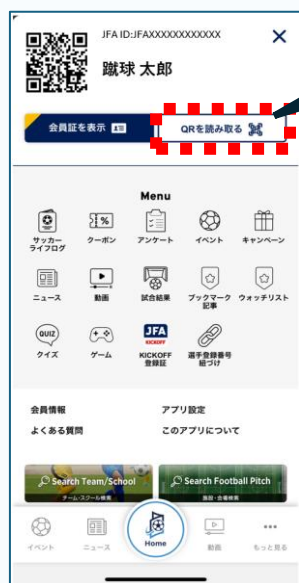 JFA ID:JFAXXXXXXXXXXXX
蹴球 太郎
会員証を表示
QRを読み取る
Menu
サッカー
ライフログ
クーポン
アンケート
イベント
キャンペーン
ニュース
動画
試合結果
ブックマーク
記事
ウォッチリスト
QUIZ
JFA
KICKOFF
クイズ
ゲーム
KICKOFF
登録証
選手登録番号
紐づけ
会員情報
アプリ設定
よくある質問
このアプリについて
Search Team/School
チーム・スクール検索
Search Football Pitch
施設・会場検索
イベント
ニュース
Home
動画
もっと見る